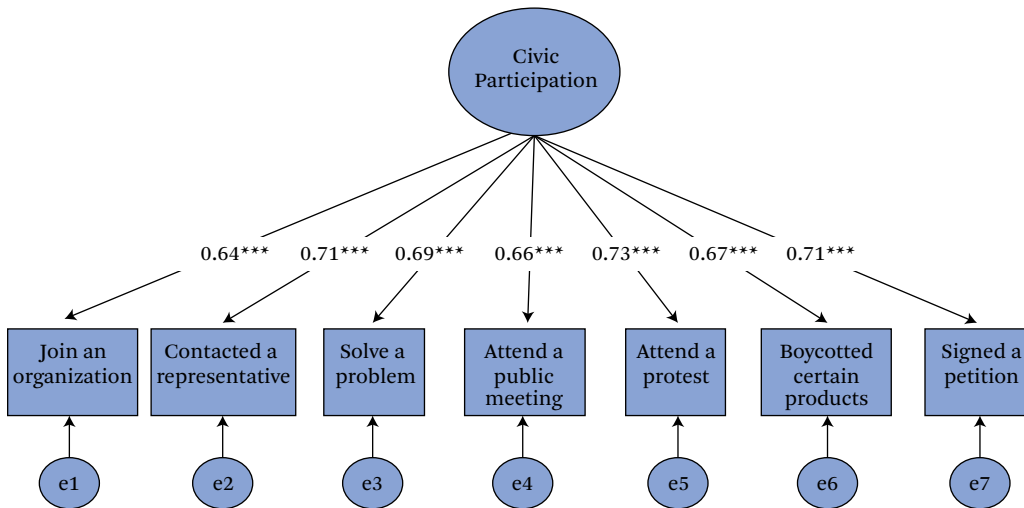 Civic
Participation
0.64*** 0.71*** 0.69*** 0.66*** 0.73*** 0.67*** 0.71***
Join an
organization
Contacted a
representative
Solve a
problem
Attend a
public
meeting
Attend a
protest
Boycotted
certain
products
Signed a
petition
e1 e2 e3 e4 e5 e6 e7